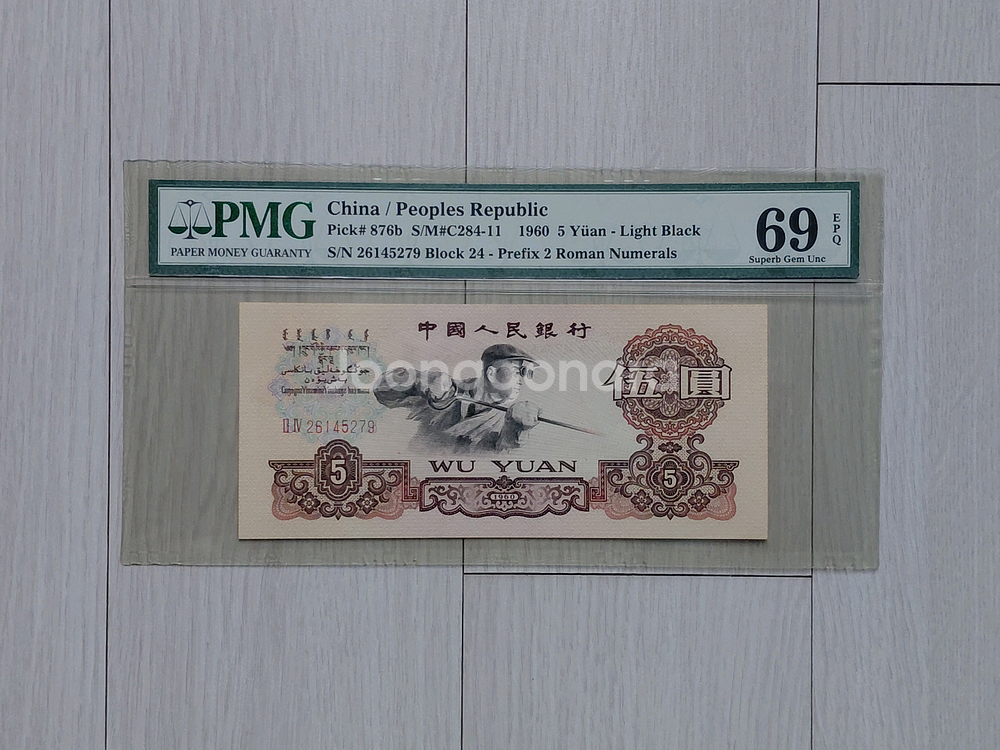 PMG
PAPER MONEY GUARANTY
China / Peoples Republic
Pick# 876b S/M#C284-11 1960 5 Yüan - Light Black
S/N 26145279 Block 24 - Prefix 2 Roman Numerals
69
EPQ
Superb Gem Unc
中國人民銀行
伍圓
II IV 26145279
WU YUAN
5
1960
5